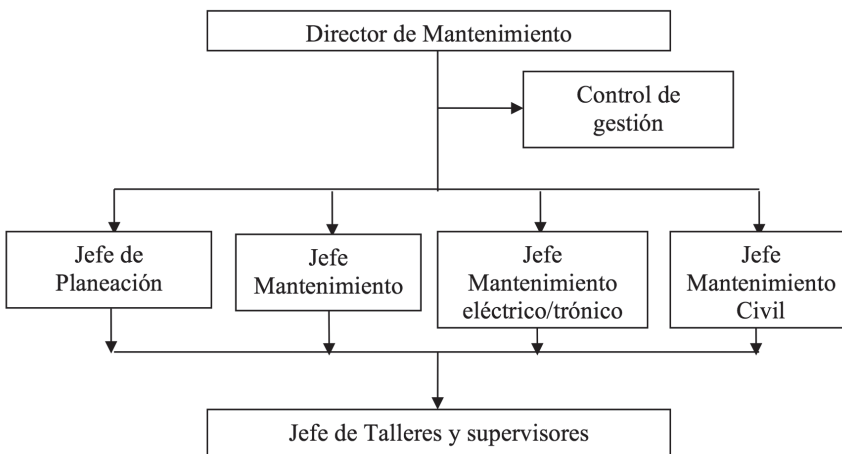 Director de Mantenimiento
Control de
gestión
Jefe de
Planeación
Jefe
Mantenimiento
Jefe
Mantenimiento
eléctrico/trónico
Jefe
Mantenimiento
Civil
Jefe de Talleres y supervisores